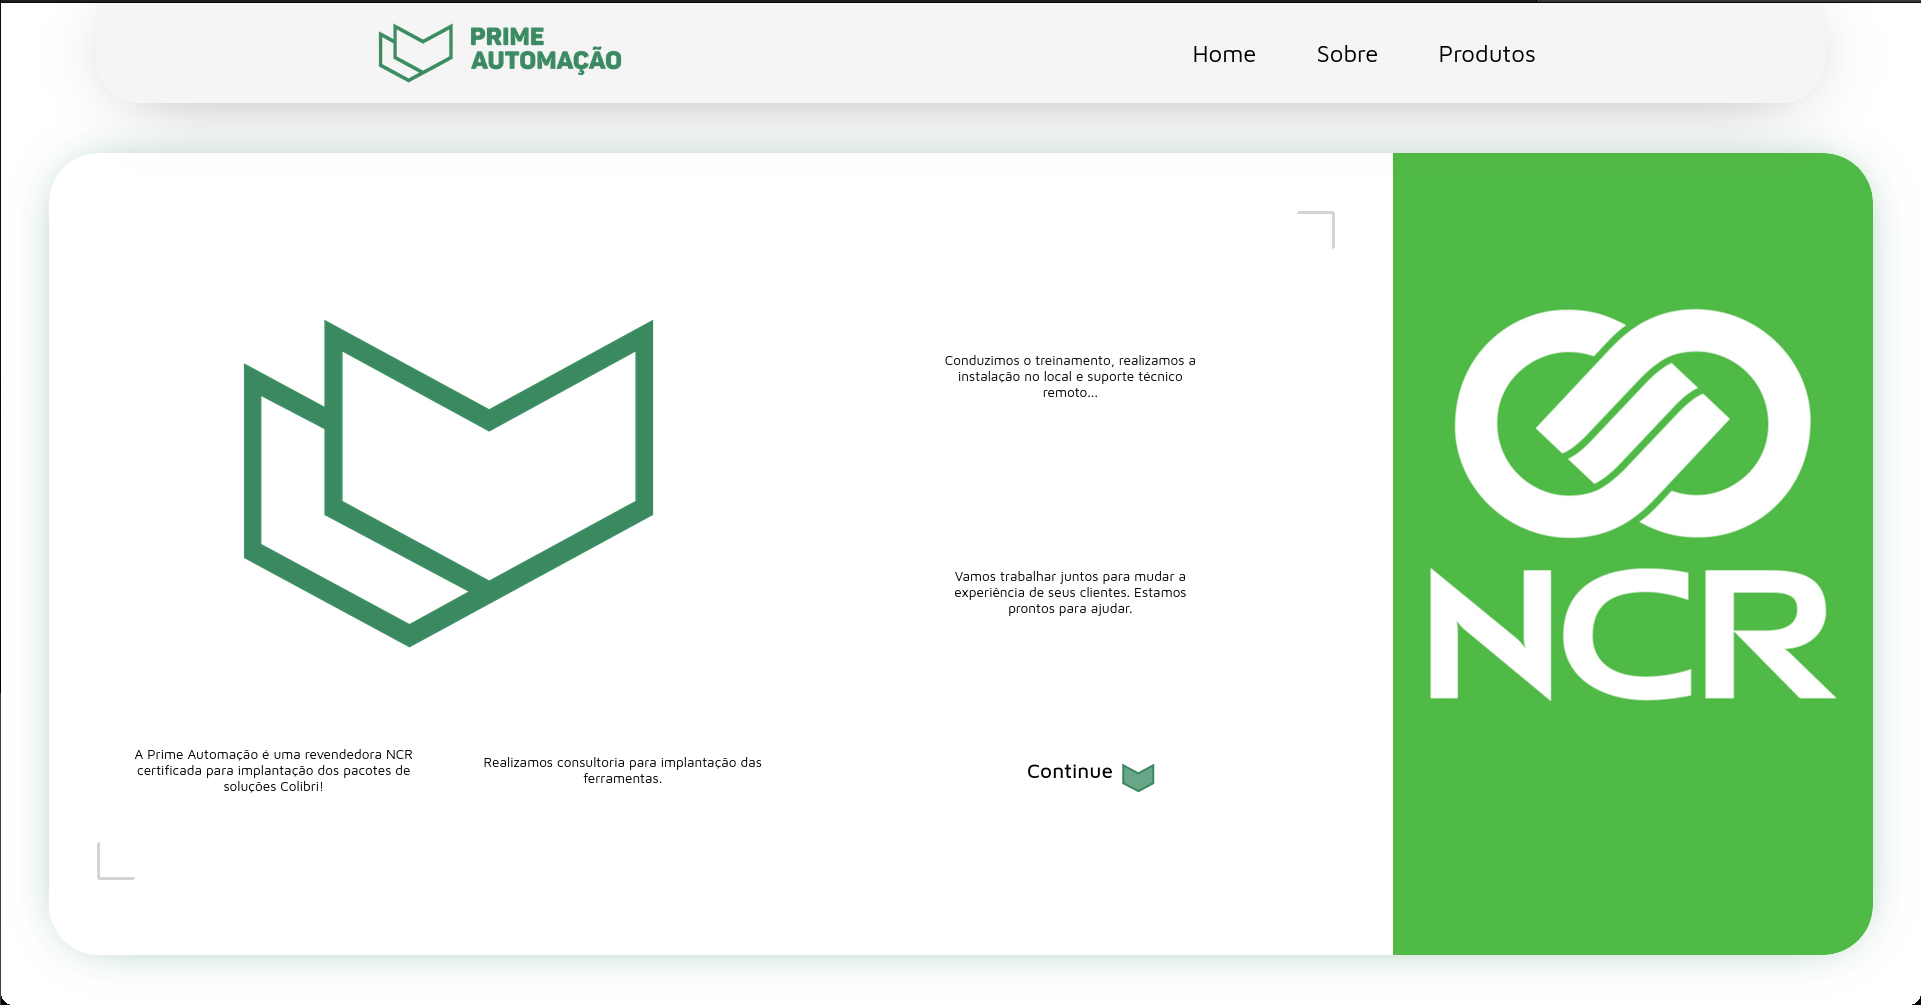 PRIME
AUTOMAÇÃO
Home
Sobre
Produtos
Conduzimos o treinamento, realizamos a
instalação no local e suporte técnico
remoto...
Vamos trabalhar juntos para mudar a
experiência de seus clientes. Estamos
prontos para ajudar.
A Prime Automação é uma revendedora NCR
certificada para implantação dos pacotes de
soluções Colibri!
Realizamos consultoria para implantação das
ferramentas.
Continue
NCR